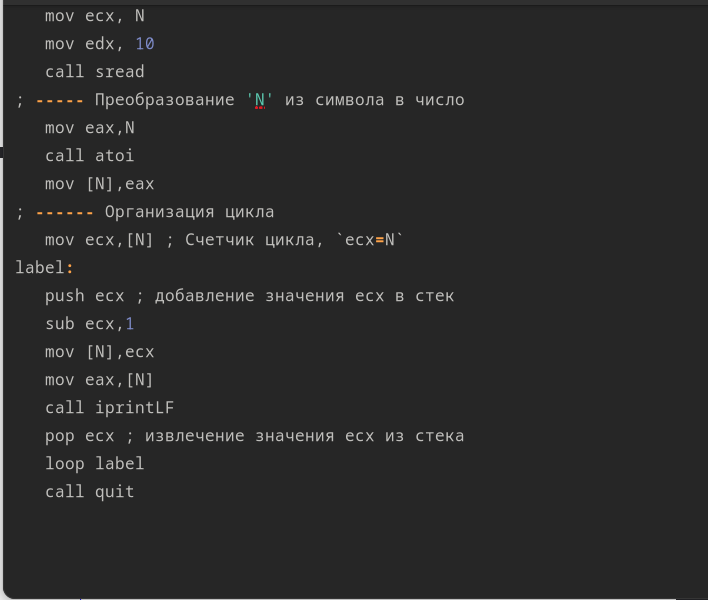 mov ecx, N
mov edx, 10
call sread
; ----- Преобразование 'N' из символа в число
mov eax,N
call atoi
mov [N],eax
; ------ Организация цикла
mov ecx,[N] ; Счетчик цикла, `ecx=N`
label:
push ecx ; добавление значения ecx в стек
sub ecx,1
mov [N],ecx
mov eax,[N]
call iprintLF
pop ecx ; извлечение значения ecx из стека
loop label
call quit